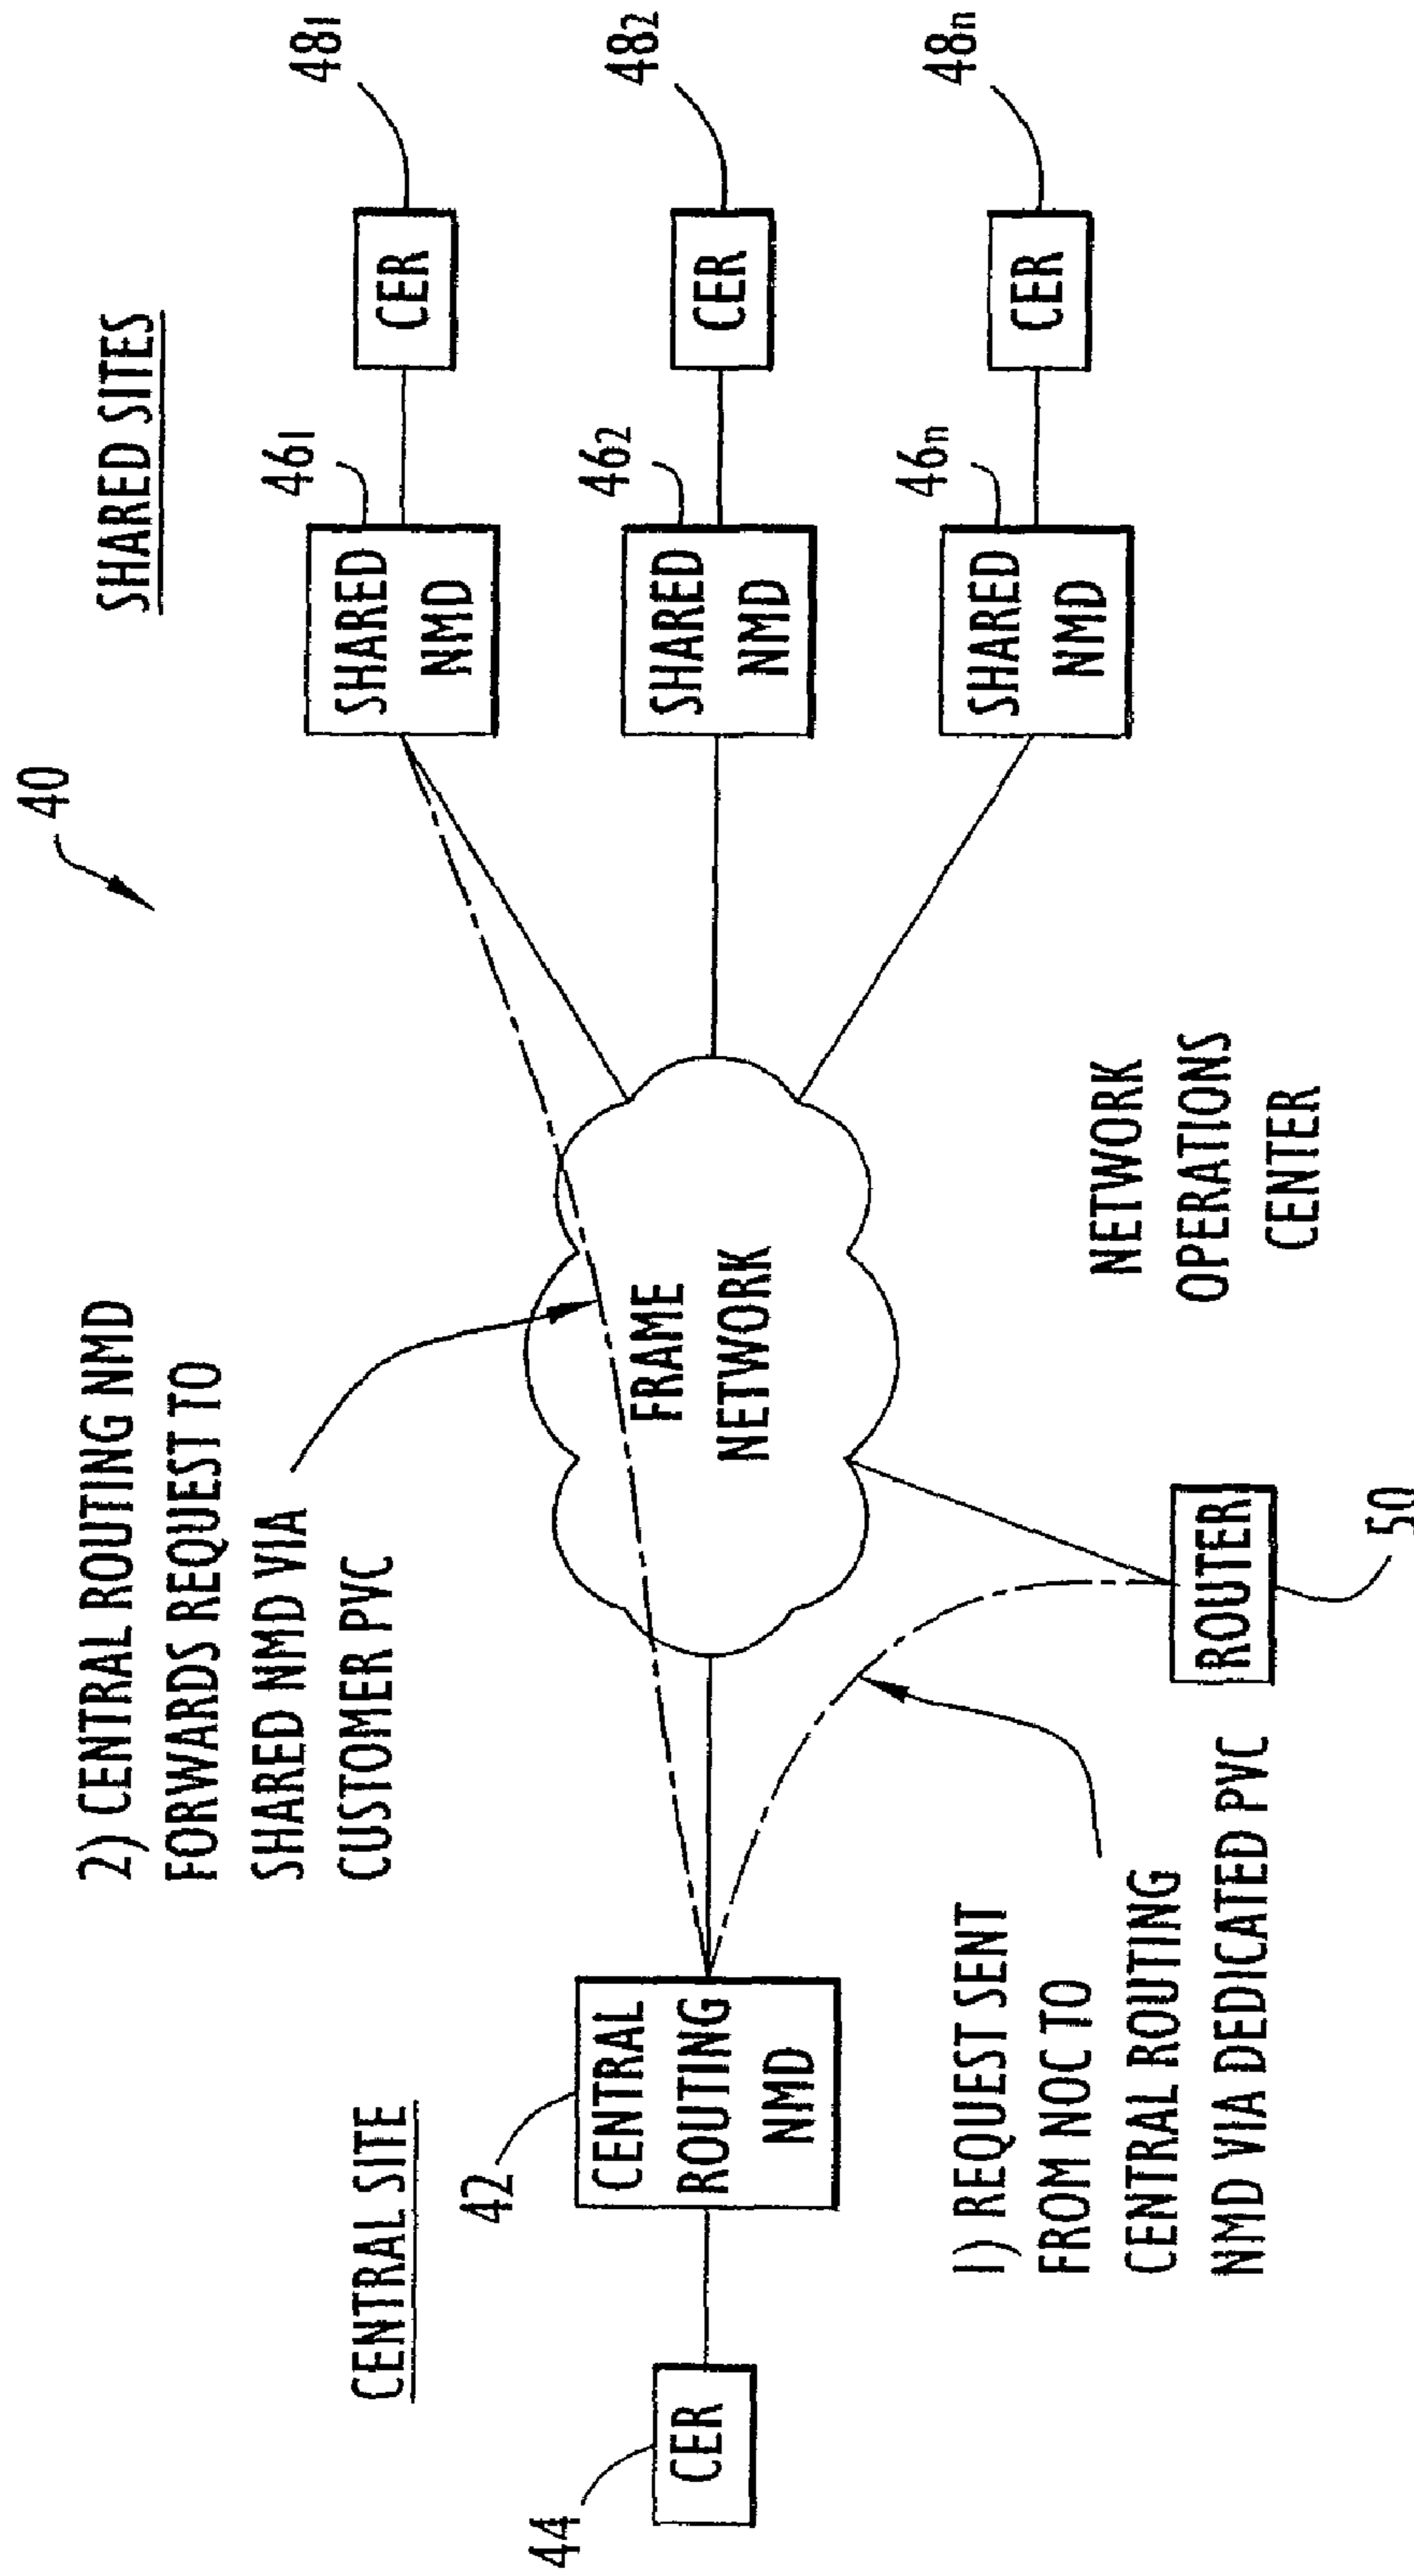 40
2) CENTRAL ROUTING NMD
FORWARDS REQUEST TO
SHARED NMD VIA
CUSTOMER PVC
SHARED SITES
CENTRAL SITE
44
CER
42
CENTRAL
ROUTING
NMD
FRAME
NETWORK
SHARED
NMD
46₁
CER
48₁
SHARED
NMD
46₂
CER
48₂
SHARED
NMD
46ₙ
CER
48ₙ
1) REQUEST SENT
FROM NOC TO
CENTRAL ROUTING
NMD VIA DEDICATED PVC
ROUTER
50
NETWORK
OPERATIONS
CENTER